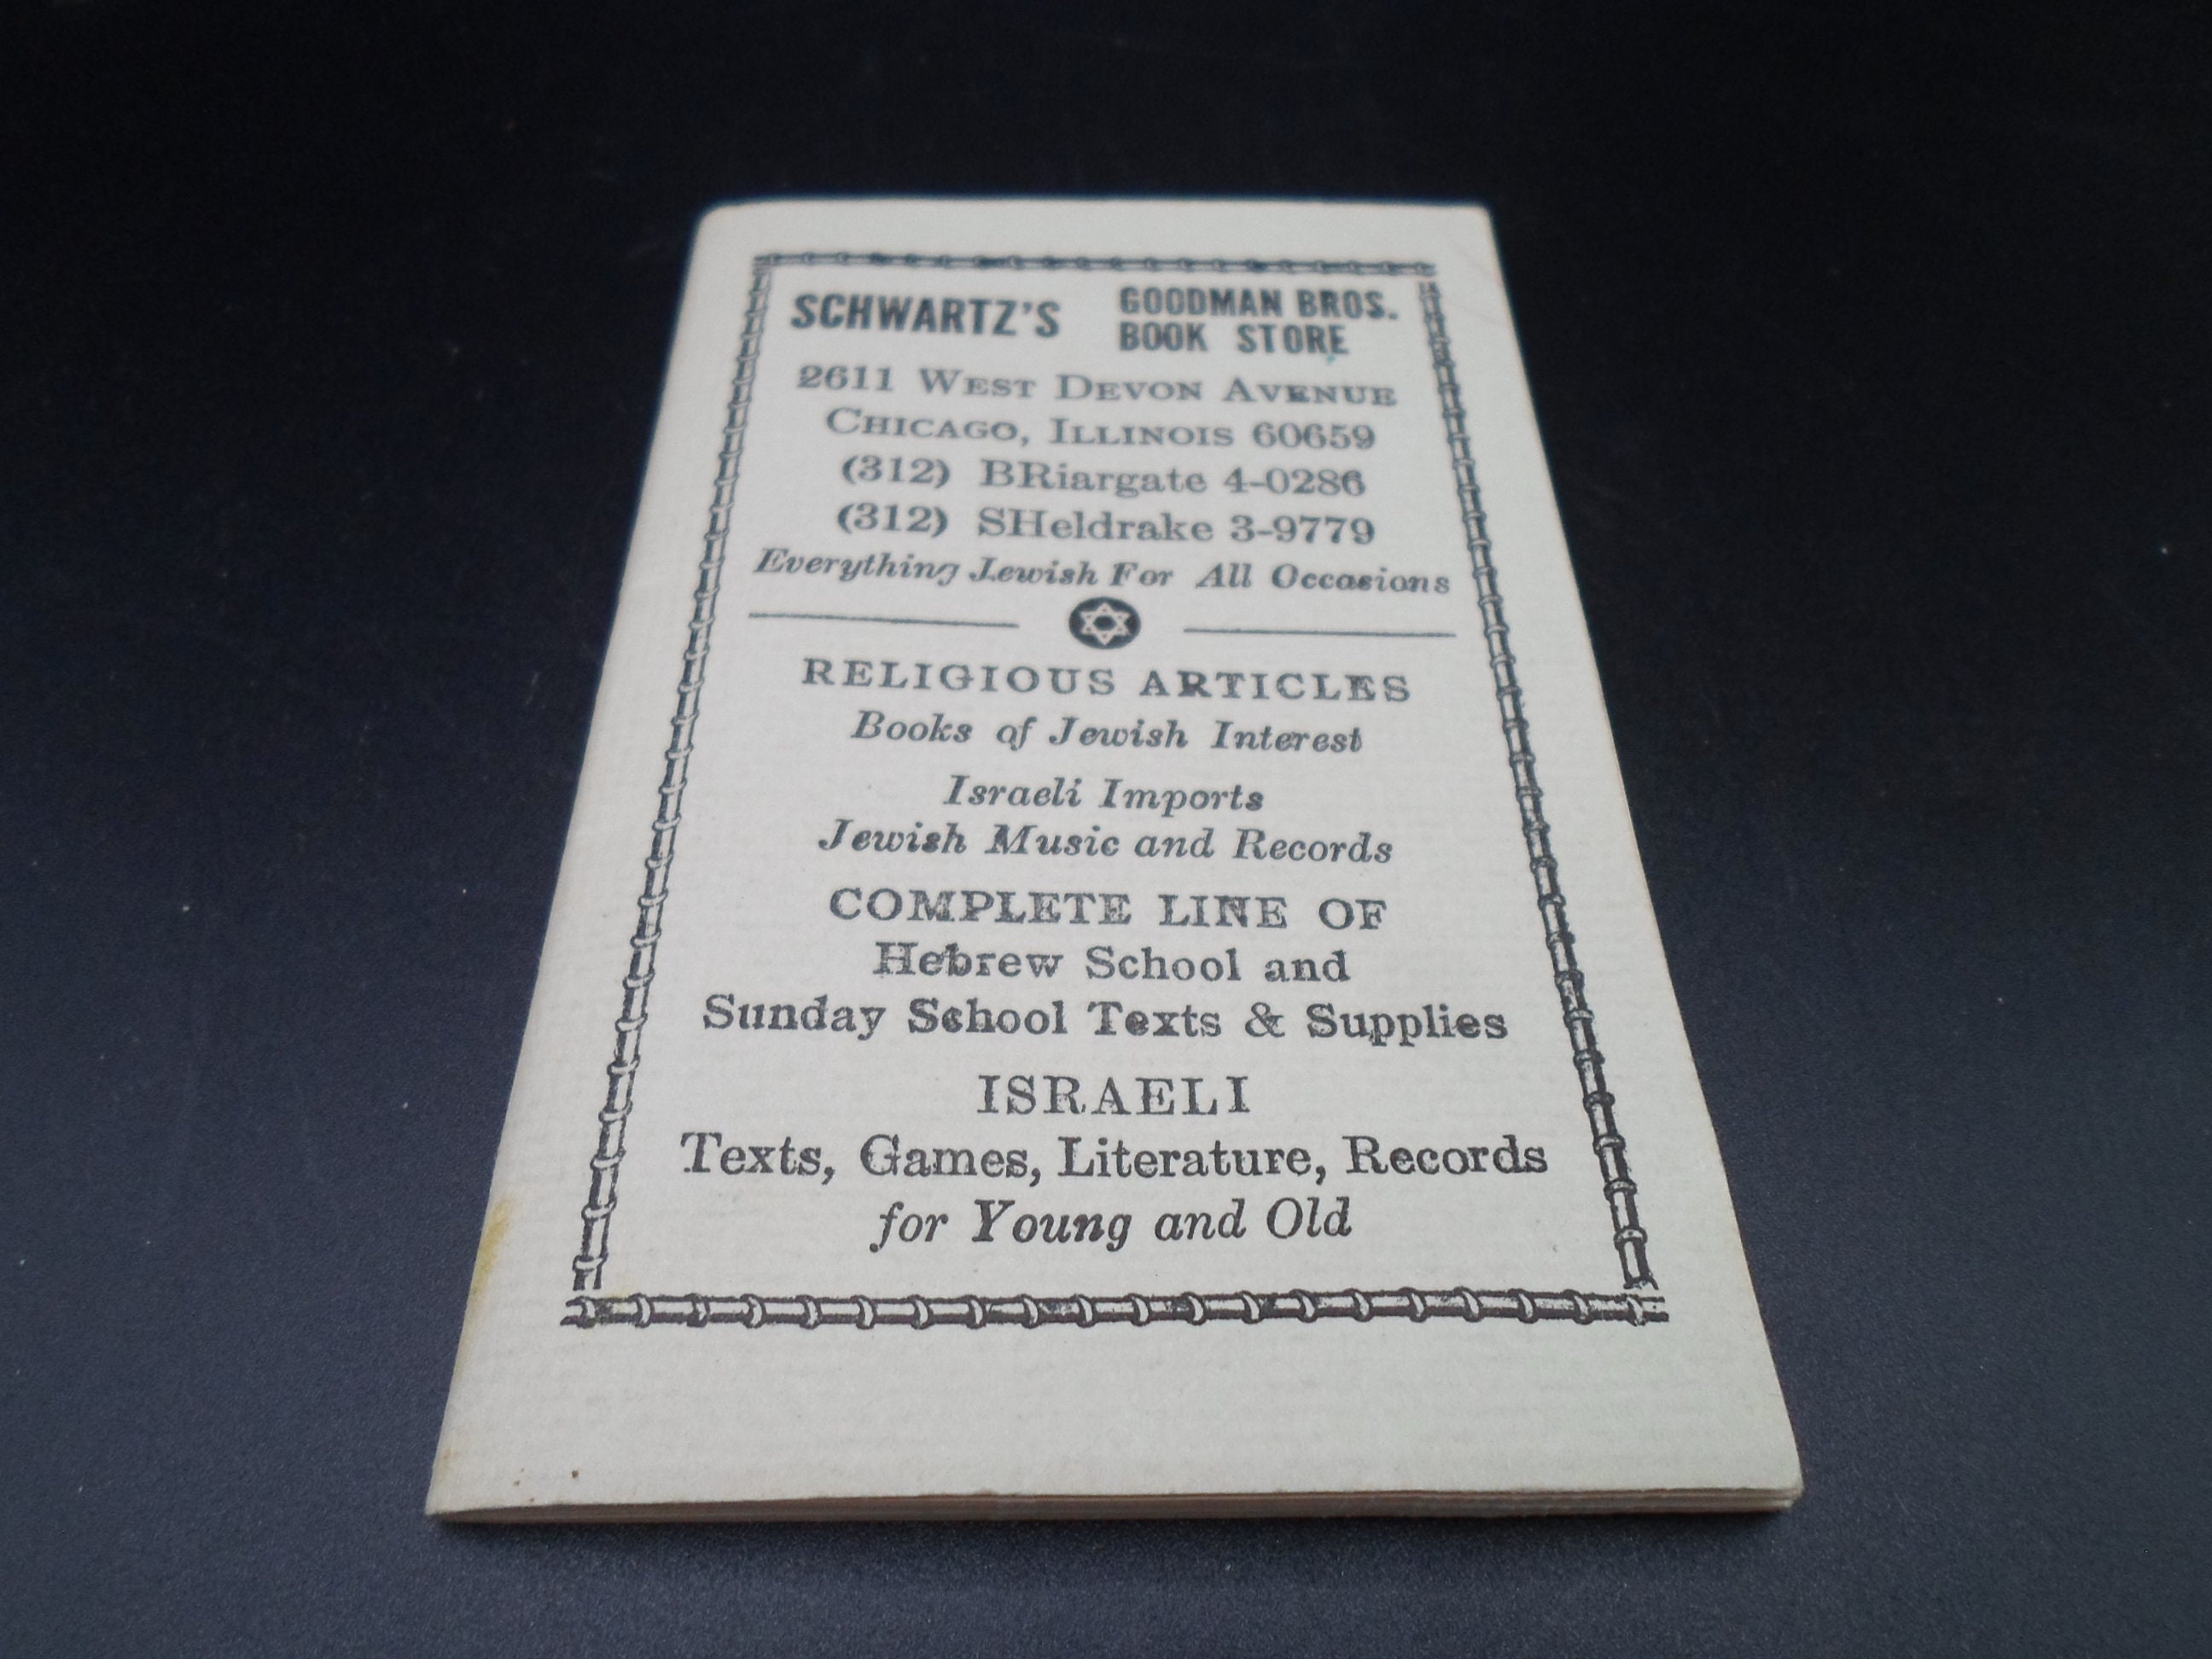 SCHWARTZ'S GOODMAN BROS.
BOOK STORE
2611 WEST DEVON AVENUE
CHICAGO, ILLINOIS 60659
(312) BRiargate 4-0286
(312) SHeldrake 3-9779
Everything Jewish For All Occasions
RELIGIOUS ARTICLES
Books of Jewish Interest
Israeli Imports
Jewish Music and Records
COMPLETE LINE OF
Hebrew School and
Sunday School Texts & Supplies
ISRAELI
Texts, Games, Literature, Records
for Young and Old